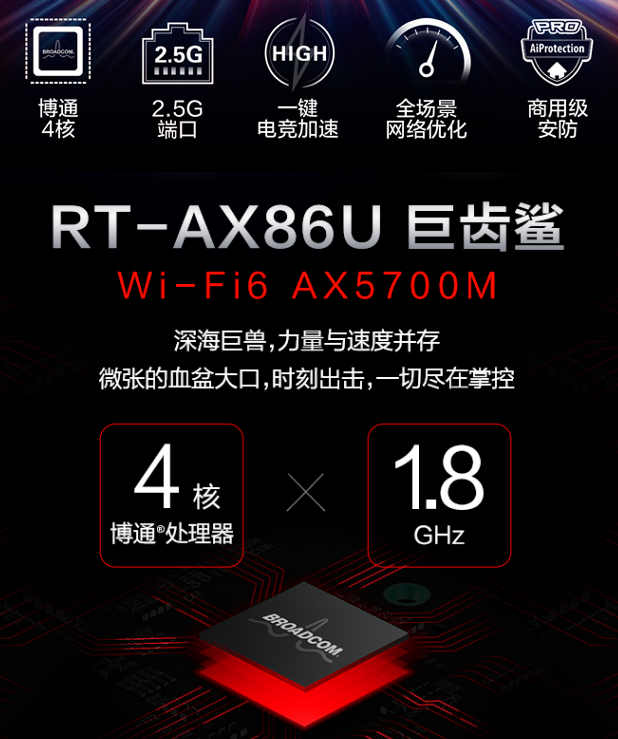 BROADCOM
2.5G
HIGH
PRO
AiProtection
博通
4核
2.5G
端口
一键
电竞加速
全场景
网络优化
商用级
安防
RT-AX86U 巨齿鲨
Wi-Fi6 AX5700M
深海巨兽,力量与速度并存
微张的血盆大口,时刻出击,一切尽在掌控
4核
博通®处理器
1.8
GHz
BROADCOM